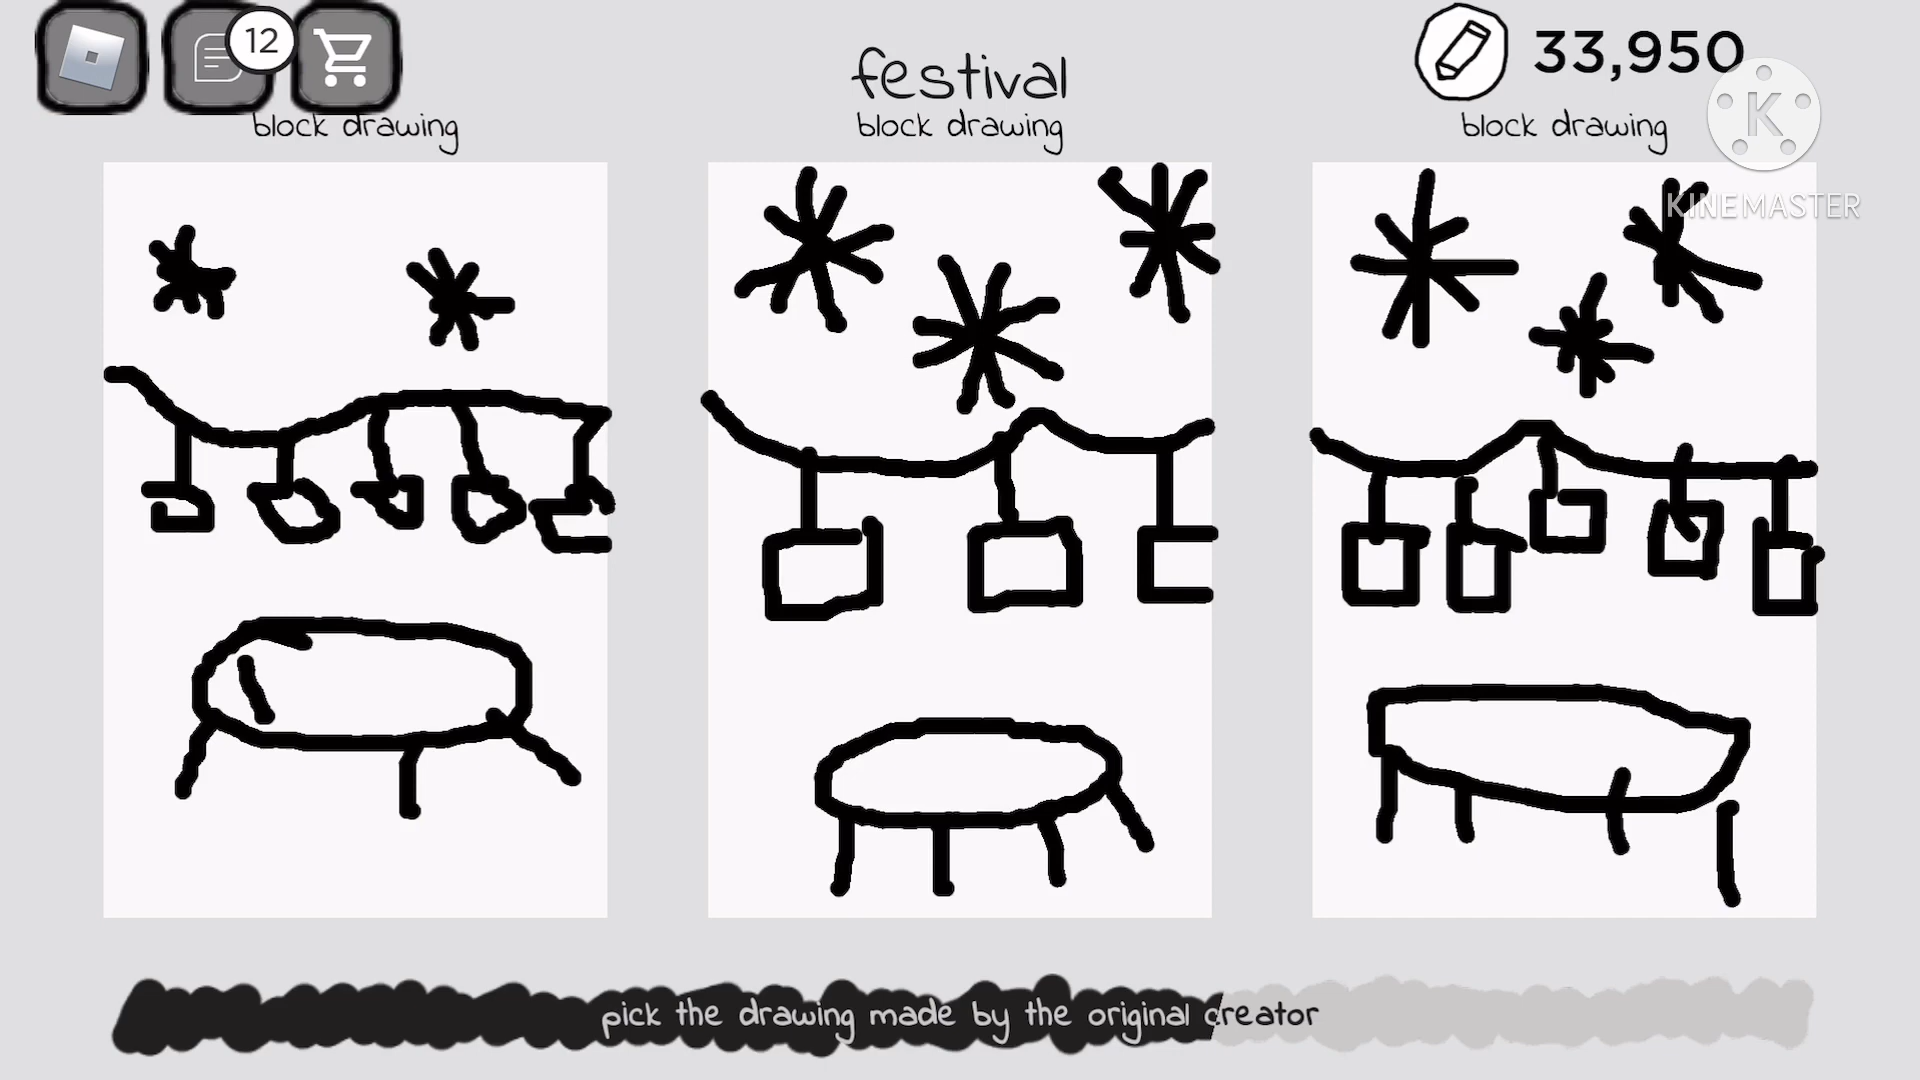 12
festival
33,950
block drawing
block drawing
block drawing
K
KINEMASTER
pick the drawing made by the original creator